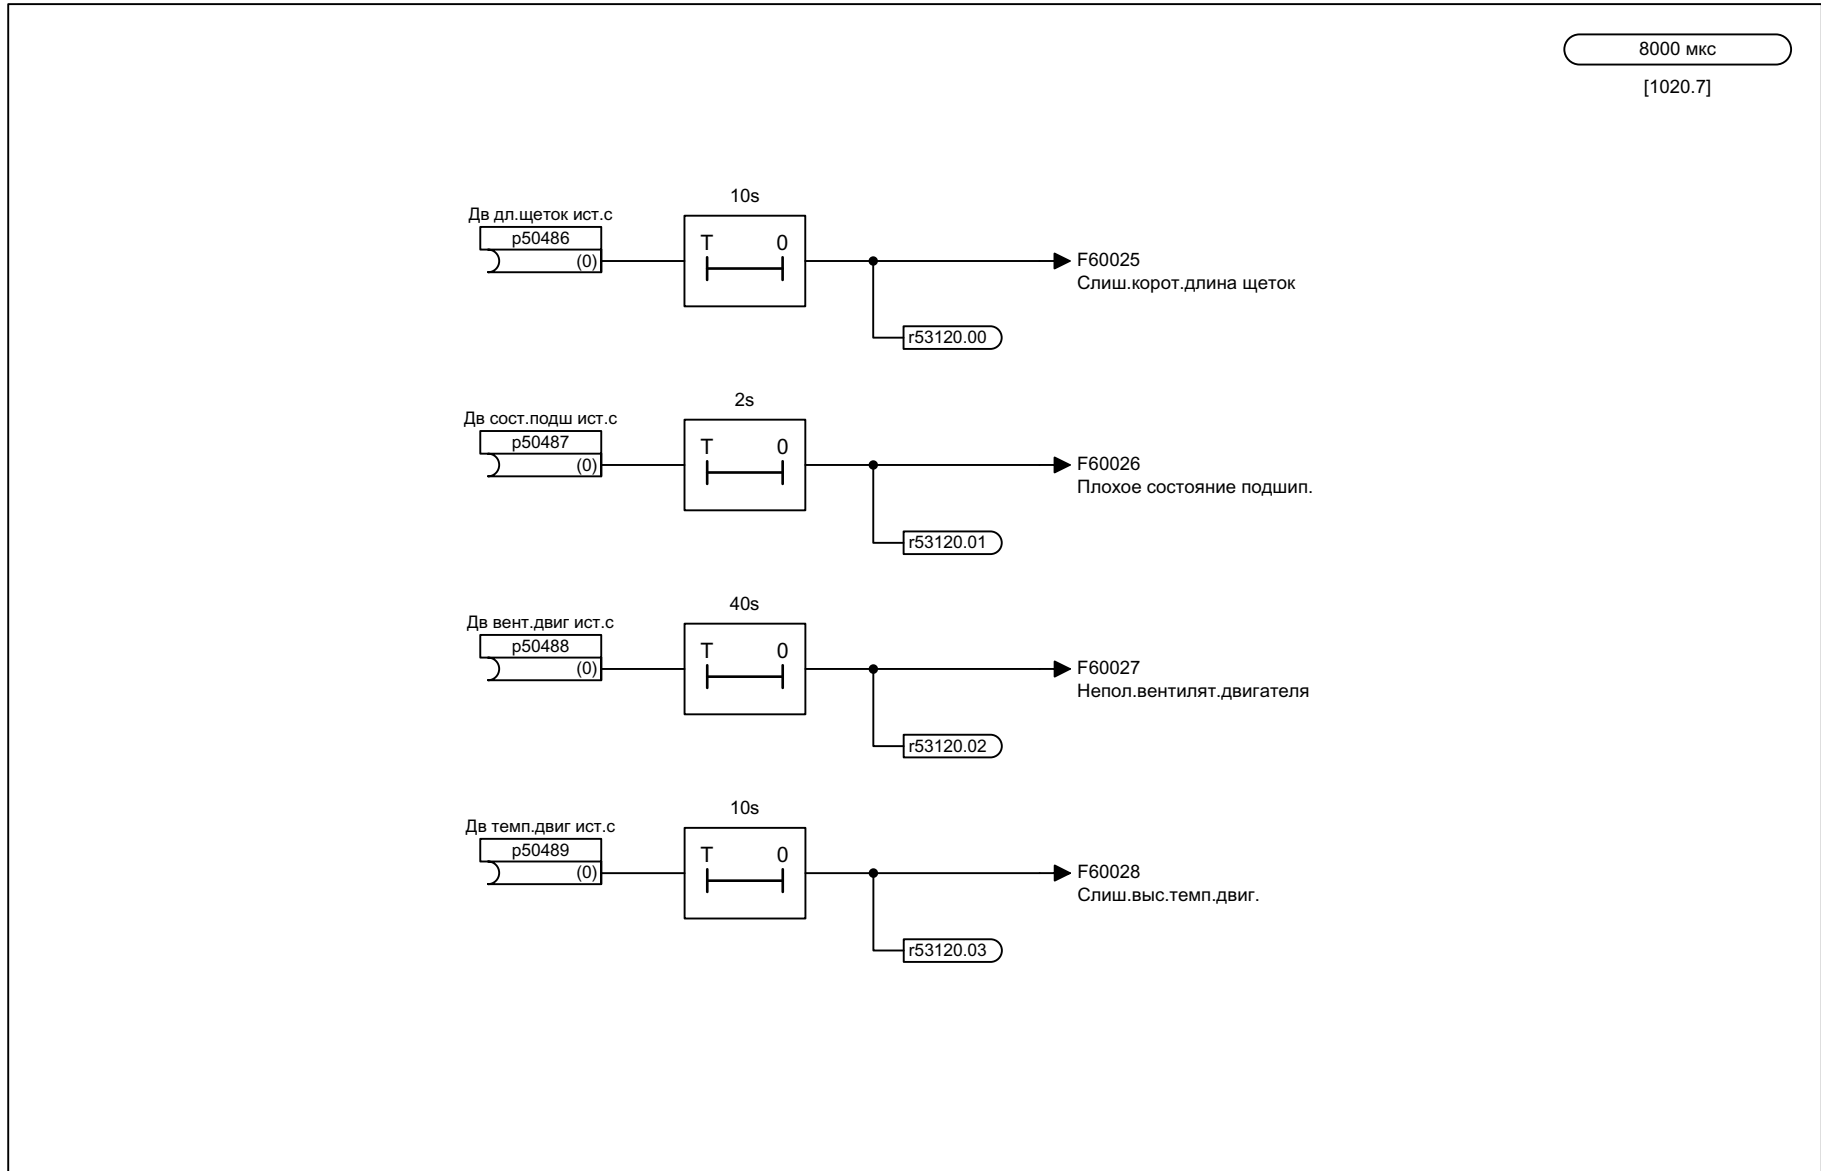 8000 мкс
[1020.7]
10s
Дв дл.щеток ист.с
p50486
(0)
T 0
F60025
Слиш.корот.длина щеток
r53120.00
2s
Дв сост.подш ист.с
p50487
(0)
T 0
F60026
Плохое состояние подшип.
r53120.01
40s
Дв вент.двиг ист.с
p50488
(0)
T 0
F60027
Непол.вентилят.двигателя
r53120.02
10s
Дв темп.двиг ист.с
p50489
(0)
T 0
F60028
Слиш.выс.темп.двиг.
r53120.03